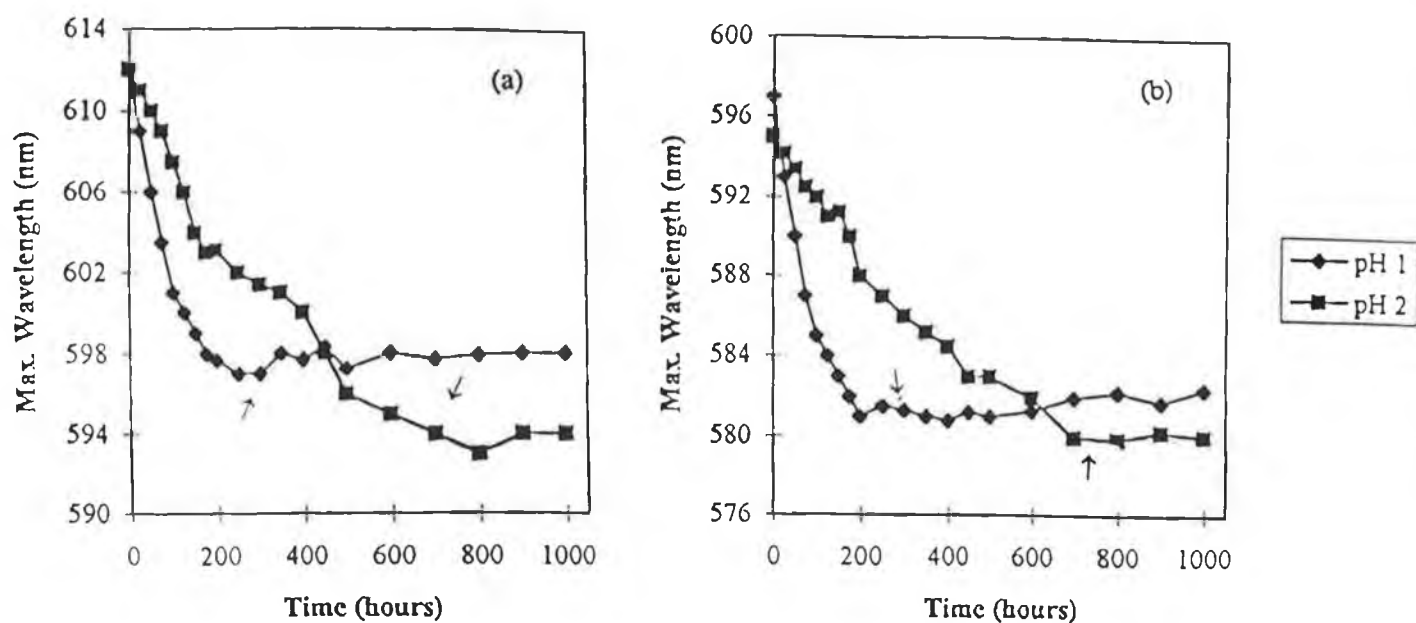 614
610
606
602
598
594
590
Max. Wavelength (nm)
(a)
0 200 400 600 800 1000
Time (hours)
600
596
592
588
584
580
576
Max. Wavelength (nm)
(b)
0 200 400 600 800 1000
Time (hours)
pH 1
pH 2